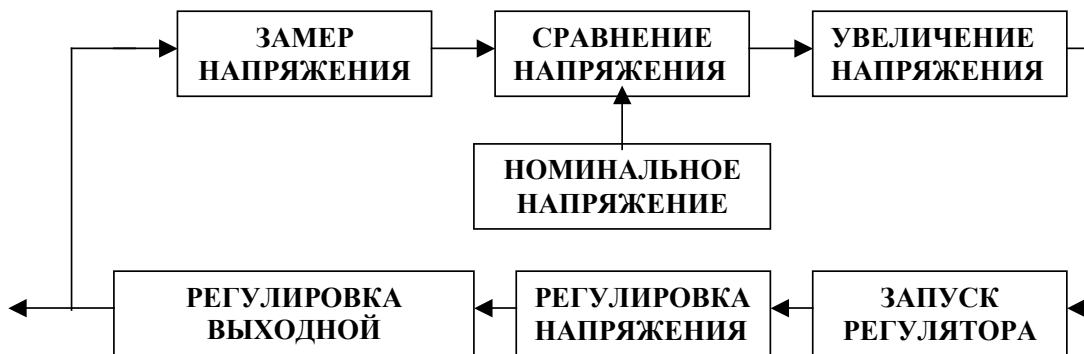 ЗАМЕР
НАПРЯЖЕНИЯ
СРАВНЕНИЕ
НАПРЯЖЕНИЯ
УВЕЛИЧЕНИЕ
НАПРЯЖЕНИЯ
НОМИНАЛЬНОЕ
НАПРЯЖЕНИЕ
РЕГУЛИРОВКА
ВЫХОДНОЙ
РЕГУЛИРОВКА
НАПРЯЖЕНИЯ
ЗАПУСК
РЕГУЛЯТОРА